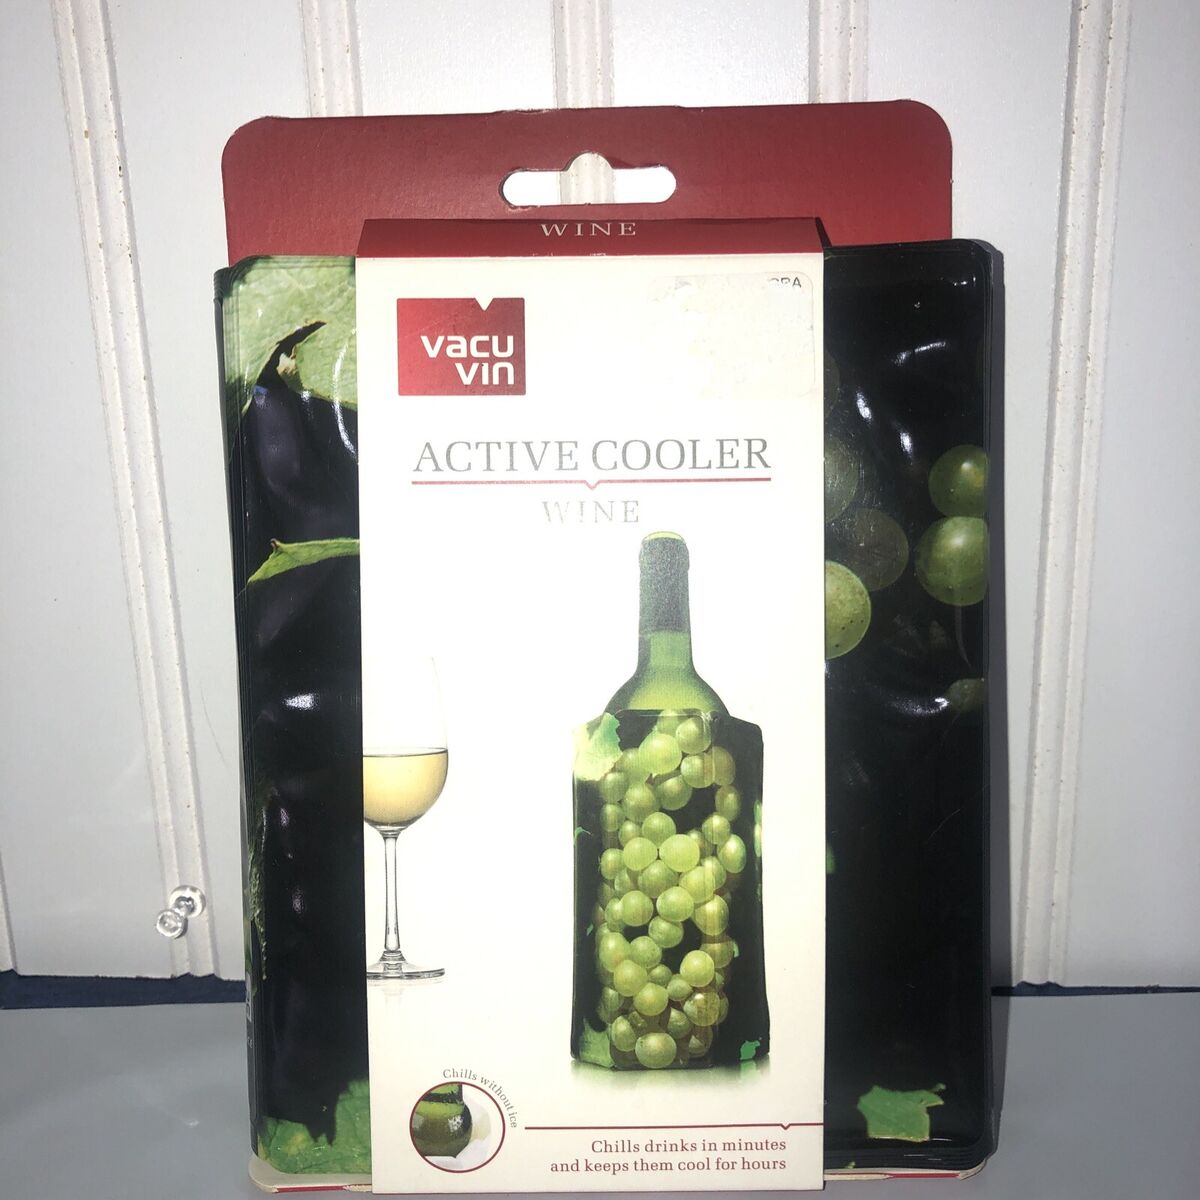 WINE
vacu
vin
ACTIVE COOLER
WINE
Chills without ice
Chills drinks in minutes
and keeps them cool for hours